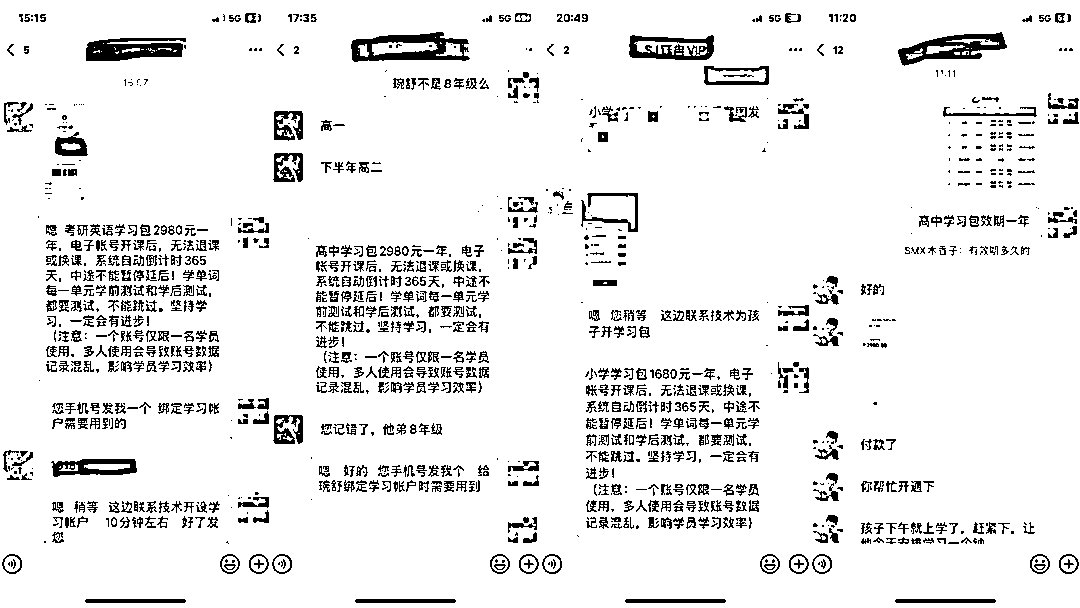 15:15
5G
5
嗯 考研英语学习包2980元一
年，电子帐号开课后，无法退课
或换课，系统自动倒计时365
天，中途不能暂停延后！学单词
每一单元学前测试和学后测试，
都要测试，不能跳过。坚持学
习，一定会有进步！
（注意：一个账号仅限一名学员
使用，多人使用会导致账号数据
记录混乱，影响学员学习效率）
您手机号发我一个 绑定学习帐
户需要用到的
嗯 稍等 这边联系技术开设学
习帐户 10分钟左右 好了发
您
17:35
5G
2
琬舒不是8年级么
高一
下半年高二
高中学习包2980元一年，电子
帐号开课后，无法退课或换课，
系统自动倒计时365天，中途不
能暂停延后！学单词每一单元学
前测试和学后测试，都要测试，
不能跳过。坚持学习，一定会有
进步！
（注意：一个账号仅限一名学员
使用，多人使用会导致账号数据
记录混乱，影响学员学习效率）
您记错了，他弟8年级
嗯 好的 您手机号发我个 给
琬舒绑定学习帐户时需要用到
20:49
5G
2
VIP
小学
发
嗯 您稍等 这边联系技术为孩
子开学习包
小学学习包1680元一年，电子
帐号开课后，无法退课或换课，
系统自动倒计时365天，中途不
能暂停延后！学单词每一单元学
前测试和学后测试，都要测试，
不能跳过。坚持学习，一定会有
进步！
（注意：一个账号仅限一名学员
使用，多人使用会导致账号数据
记录混乱，影响学员学习效率）
11:20
5G
12
11:11
高中学习包效期一年
SMX木香子：有效期多久的
好的
付款了
你帮忙开通下
孩子下午就上学了，赶紧下。让
他今天安排学习一个钟